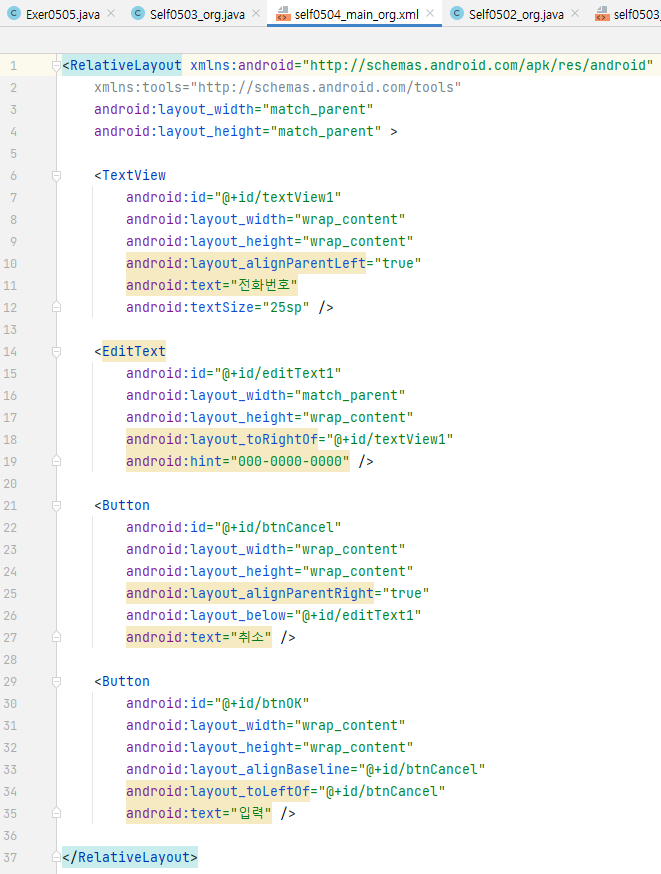 Exer0505.java Self0503_org.java self0504_main_org.xml Self0502_org.java self0503_
1 <RelativeLayout xmlns:android="http://schemas.android.com/apk/res/android"
2 xmlns:tools="http://schemas.android.com/tools"
3 android:layout_width="match_parent"
4 android:layout_height="match_parent" >
5
6 <TextView
7 android:id="@+id/textView1"
8 android:layout_width="wrap_content"
9 android:layout_height="wrap_content"
10 android:layout_alignParentLeft="true"
11 android:text="전화번호"
12 android:textSize="25sp" />
13
14 <EditText
15 android:id="@+id/editText1"
16 android:layout_width="match_parent"
17 android:layout_height="wrap_content"
18 android:layout_toRightOf="@+id/textView1"
19 android:hint="000-0000-0000" />
20
21 <Button
22 android:id="@+id/btnCancel"
23 android:layout_width="wrap_content"
24 android:layout_height="wrap_content"
25 android:layout_alignParentRight="true"
26 android:layout_below="@+id/editText1"
27 android:text="취소" />
28
29 <Button
30 android:id="@+id/btnOK"
31 android:layout_width="wrap_content"
32 android:layout_height="wrap_content"
33 android:layout_alignBaseline="@+id/btnCancel"
34 android:layout_toLeftOf="@+id/btnCancel"
35 android:text="입력" />
36
37 </RelativeLayout>